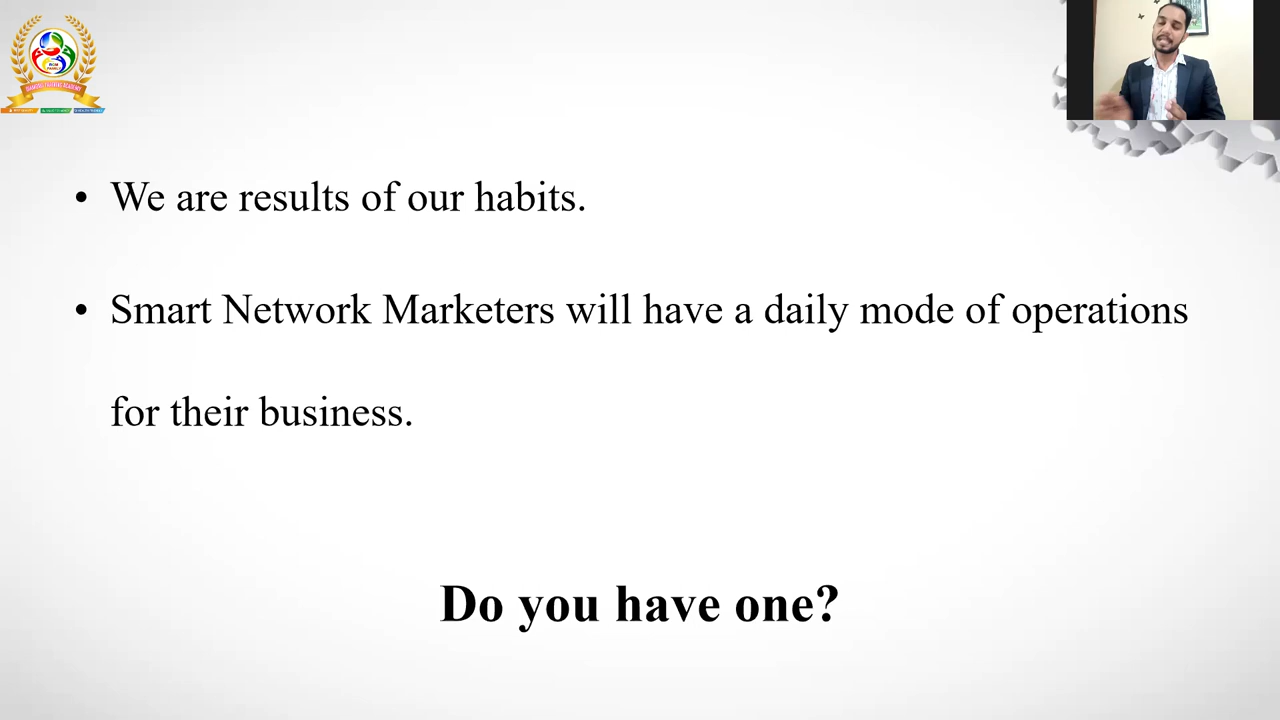 • We are results of our habits.
• Smart Network Marketers will have a daily mode of operations
for their business.
Do you have one?